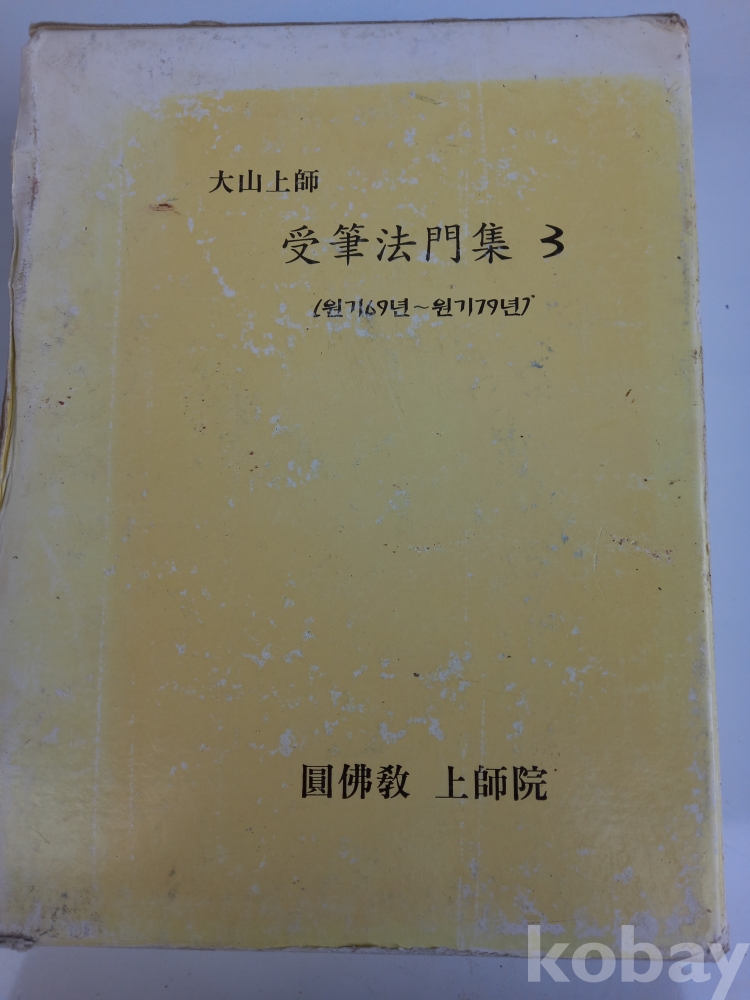 大山上師
受筆法門集 3
(원기69년~원기79년)
圓佛敎 上師院
kobay